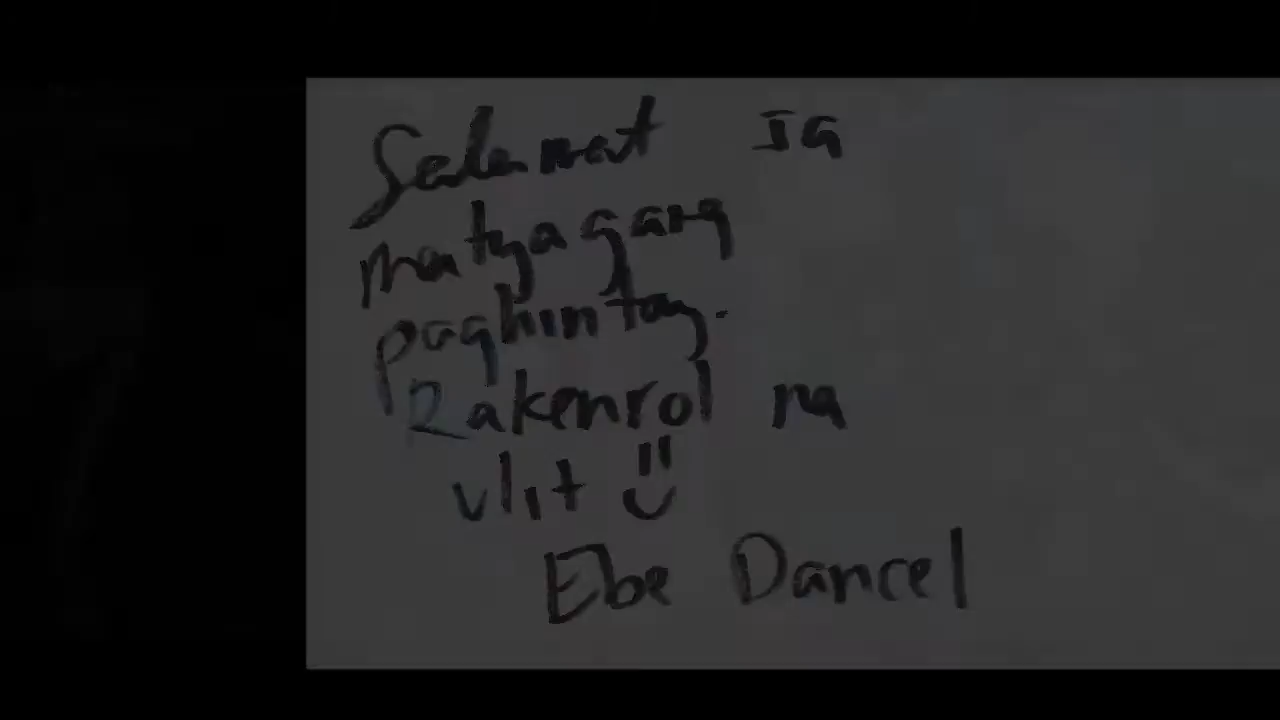 Salamat sa
matyagang
paghintay.
Rakenrol na
ulit
Ebe Dancel